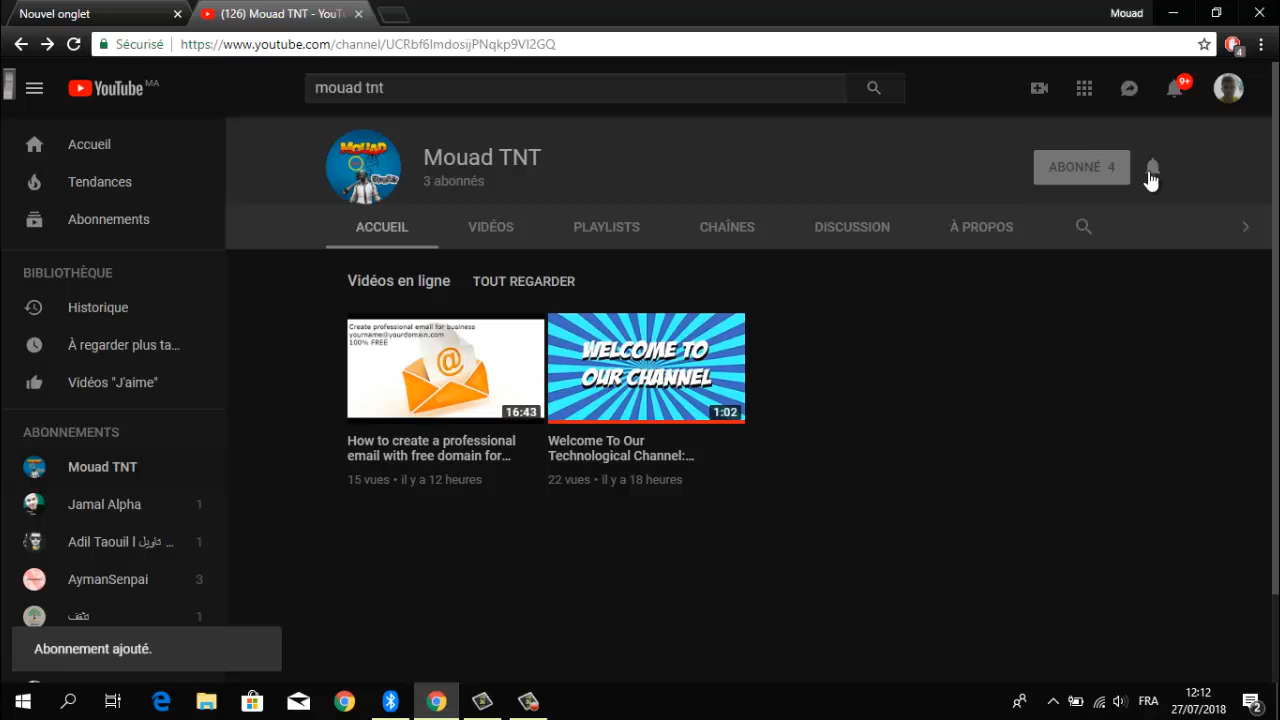 Nouvel onglet
(126) Mouad TNT - YouT
Mouad
Sécurisé
https://www.youtube.com/channel/UCRbf6ImdosijPNqkp9VI2GQ
4
YouTube MA
mouad tnt
9+
Accueil
Tendances
Abonnements
BIBLIOTHÈQUE
Historique
À regarder plus ta...
Vidéos "J'aime"
ABONNEMENTS
Mouad TNT
Jamal Alpha 1
Adil Taouil l تاويل ... 1
AymanSenpai 3
1
Abonnement ajouté.
MOUAD
Mouad TNT
3 abonnés
ABONNÉ 4
ACCUEIL
VIDÉOS
PLAYLISTS
CHAÎNES
DISCUSSION
À PROPOS
Vidéos en ligne
TOUT REGARDER
Create professional email for business
yourname@yourdomain.com
100% FREE
@
16:43
How to create a professional
email with free domain for...
15 vues • il y a 12 heures
WELCOME TO
OUR CHANNEL
1:02
Welcome To Our
Technological Channel:...
22 vues • il y a 18 heures
FRA
12:12
27/07/2018
2